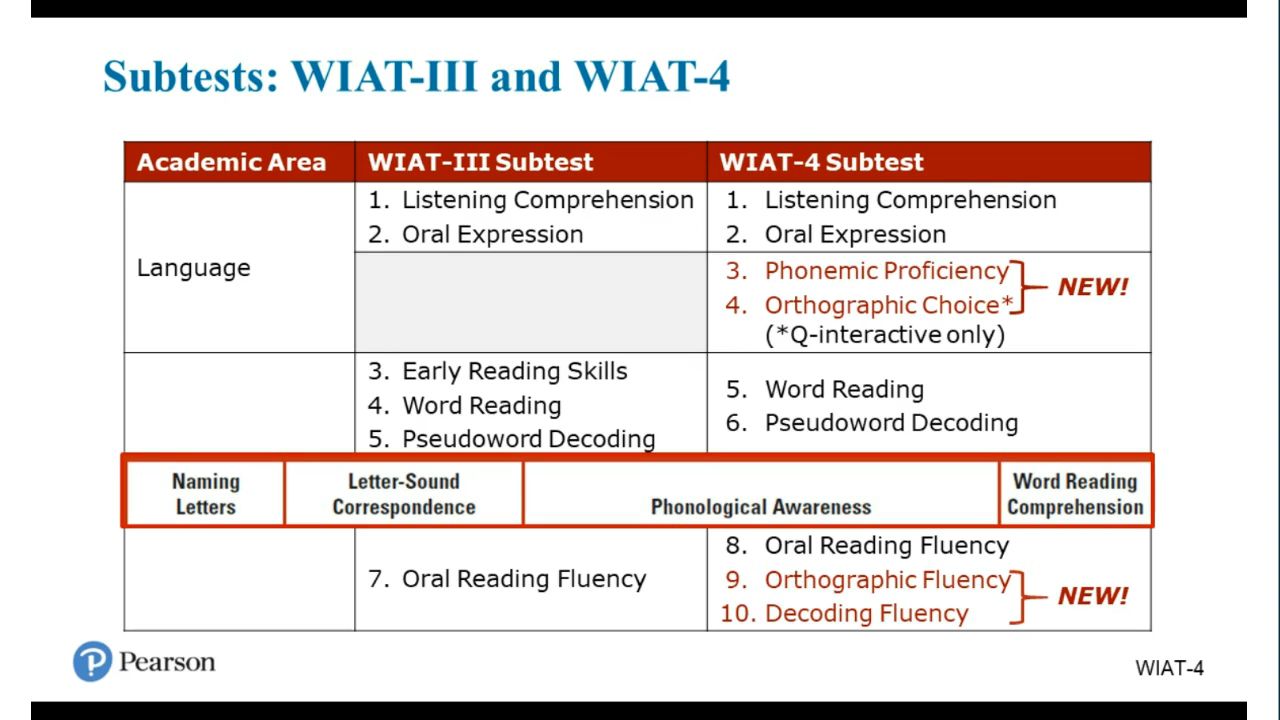 Subtests: WIAT-III and WIAT-4
Academic Area WIAT-III Subtest WIAT-4 Subtest
Language
1. Listening Comprehension
2. Oral Expression
1. Listening Comprehension
2. Oral Expression
3. Phonemic Proficiency
4. Orthographic Choice*
(*Q-interactive only)
NEW!
3. Early Reading Skills
4. Word Reading
5. Pseudoword Decoding
5. Word Reading
6. Pseudoword Decoding
Naming
Letters
Letter-Sound
Correspondence
Phonological Awareness
Word Reading
Comprehension
7. Oral Reading Fluency
8. Oral Reading Fluency
9. Orthographic Fluency
10. Decoding Fluency
NEW!
Pearson
WIAT-4